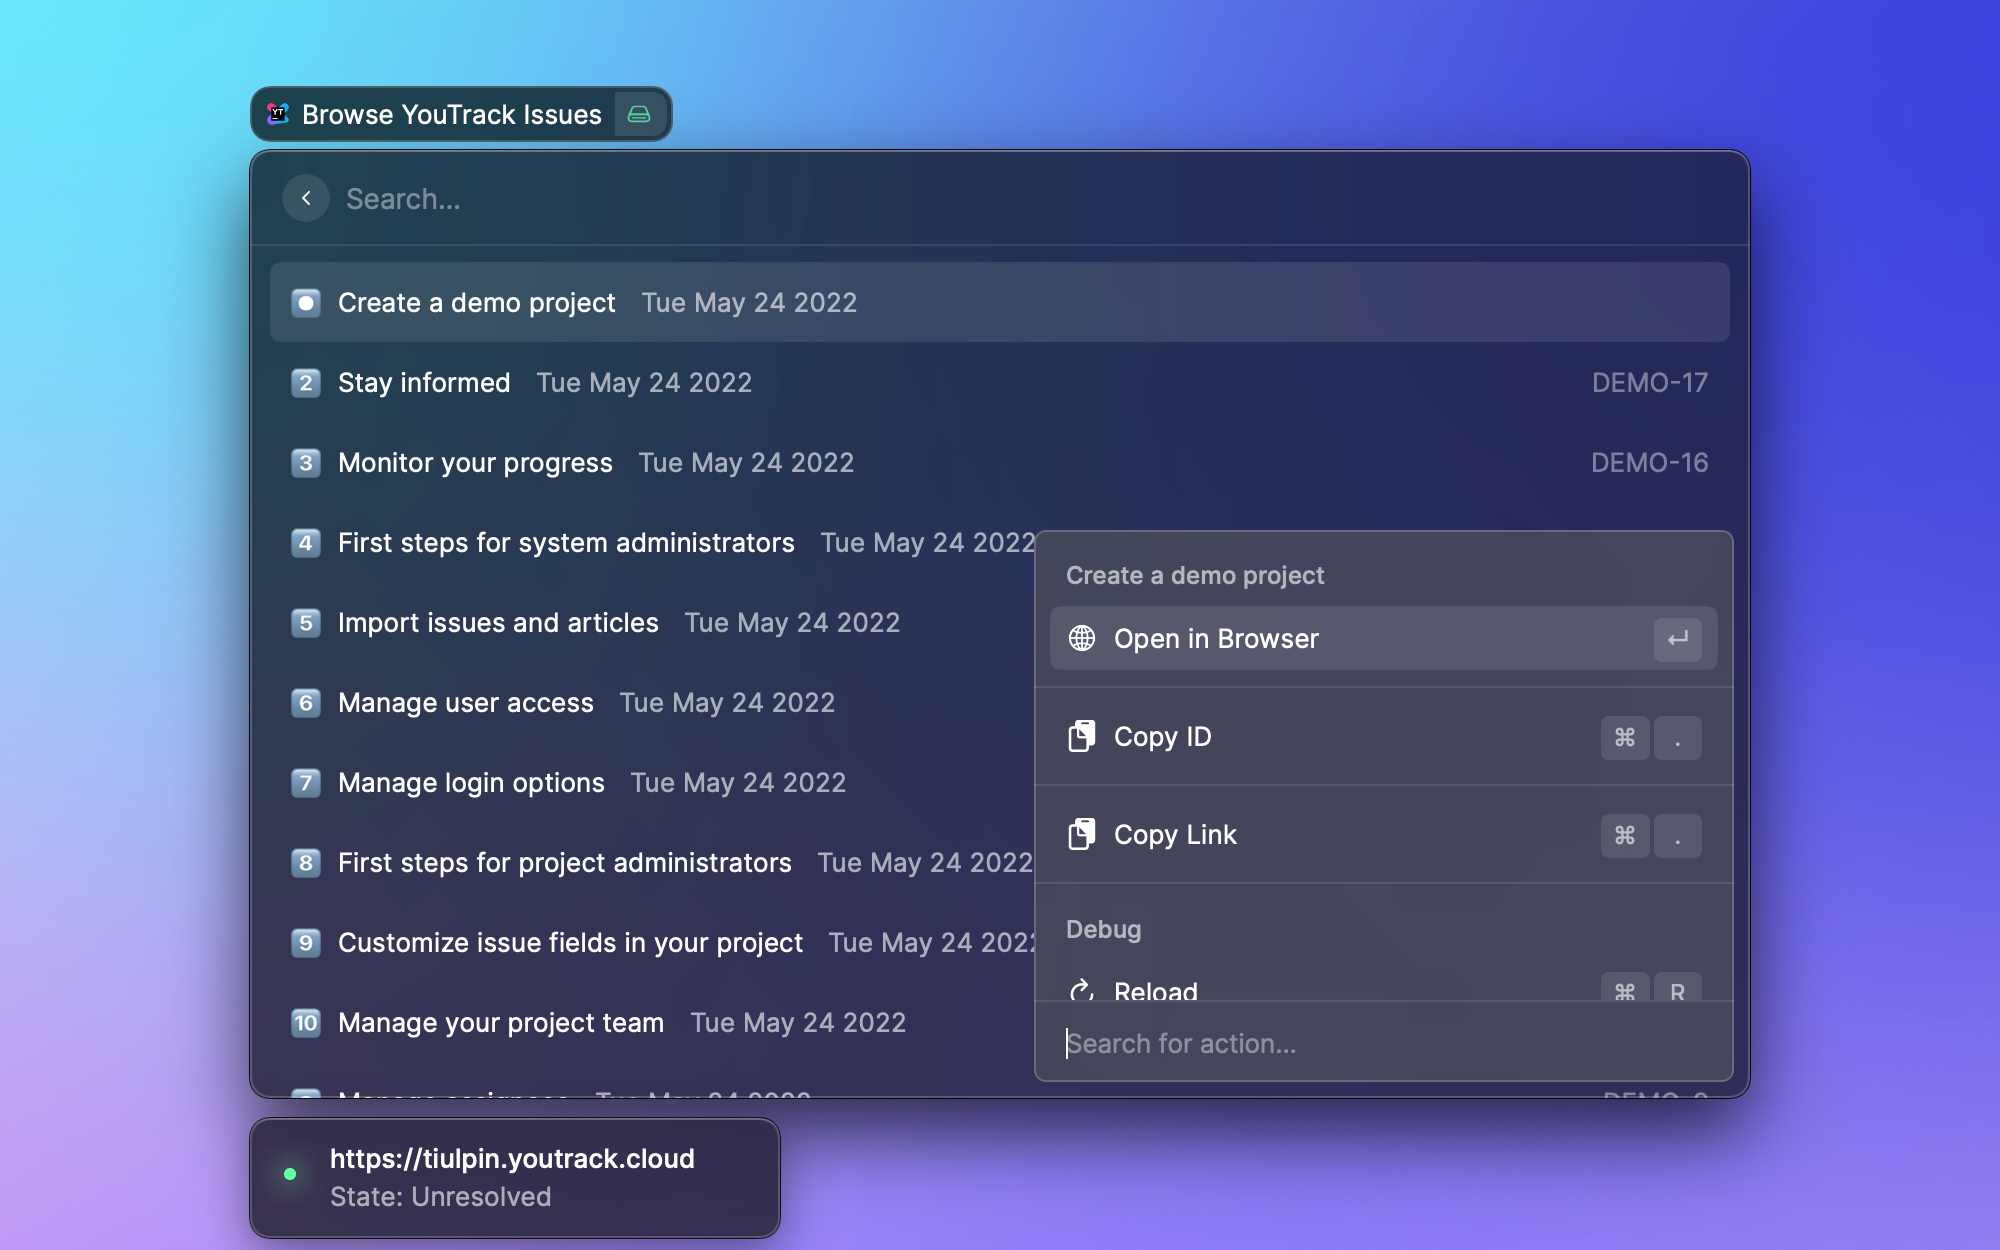 Browse YouTrack Issues
Search...
Create a demo project Tue May 24 2022
2 Stay informed Tue May 24 2022 DEMO-17
3 Monitor your progress Tue May 24 2022 DEMO-16
4 First steps for system administrators Tue May 24 2022
5 Import issues and articles Tue May 24 2022
6 Manage user access Tue May 24 2022
7 Manage login options Tue May 24 2022
8 First steps for project administrators Tue May 24 2022
9 Customize issue fields in your project Tue May 24 2022
10 Manage your project team Tue May 24 2022
Tue May 24 2022
Create a demo project
Open in Browser ↵
Copy ID ⌘ .
Copy Link ⌘ .
Debug
Reload ⌘ R
Search for action...
https://tiulpin.youtrack.cloud
State: Unresolved